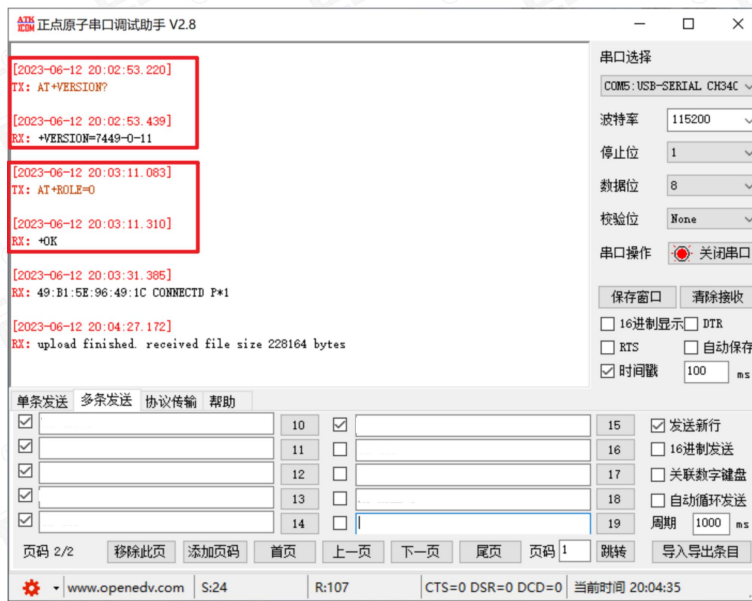 ATK ICOM 正点原子串口调试助手 V2.8
[2023-06-12 20:02:53.220]
TX: AT+VERSION?
[2023-06-12 20:02:53.439]
RX: +VERSION=7449-0-11
[2023-06-12 20:03:11.083]
TX: AT+ROLE=0
[2023-06-12 20:03:11.310]
RX: +OK
[2023-06-12 20:03:31.385]
RX: 49:B1:5E:96:49:1C CONNECTD P*1
[2023-06-12 20:04:27.172]
RX: upload finished. received file size 228164 bytes
串口选择
COM5:USB-SERIAL CH34C
波特率 115200
停止位 1
数据位 8
校验位 None
串口操作 关闭串口
保存窗口 清除接收
16进制显示 DTR
RTS 自动保存
时间戳 100 ms
单条发送 多条发送 协议传输 帮助
10 15 发送新行
11 16 16进制发送
12 17 关联数字键盘
13 18 自动循环发送
14 19 周期 1000 ms
页码 2/2 移除此页 添加页码 首页 上一页 下一页 尾页 页码 1 跳转 导入导出条目
www.openedv.com S:24 R:107 CTS=0 DSR=0 DCD=0 当前时间 20:04:35